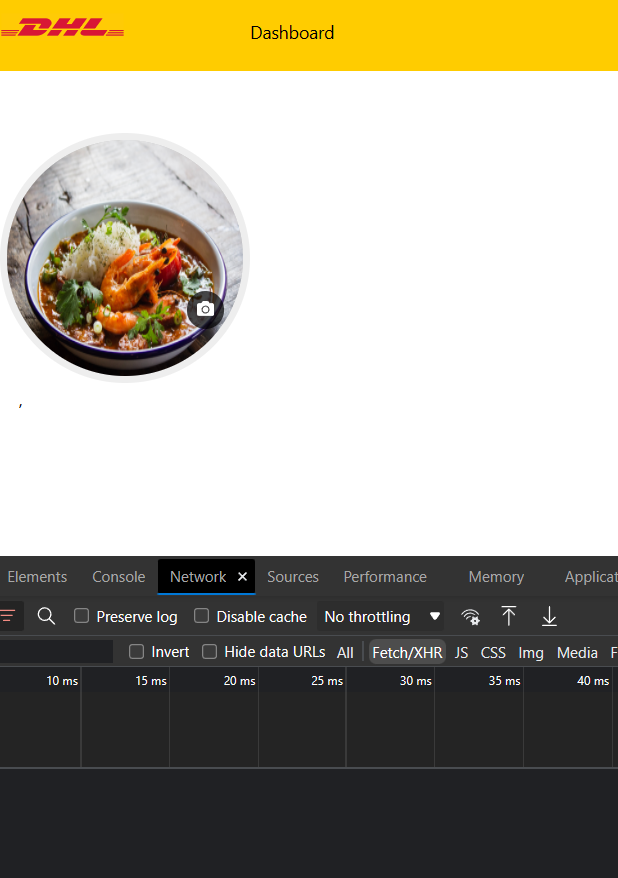 DHL
Dashboard
,
Elements Console Network Sources Performance Memory Applicat
Preserve log Disable cache No throttling
Invert Hide data URLs All Fetch/XHR JS CSS Img Media F
10 ms 15 ms 20 ms 25 ms 30 ms 35 ms 40 ms